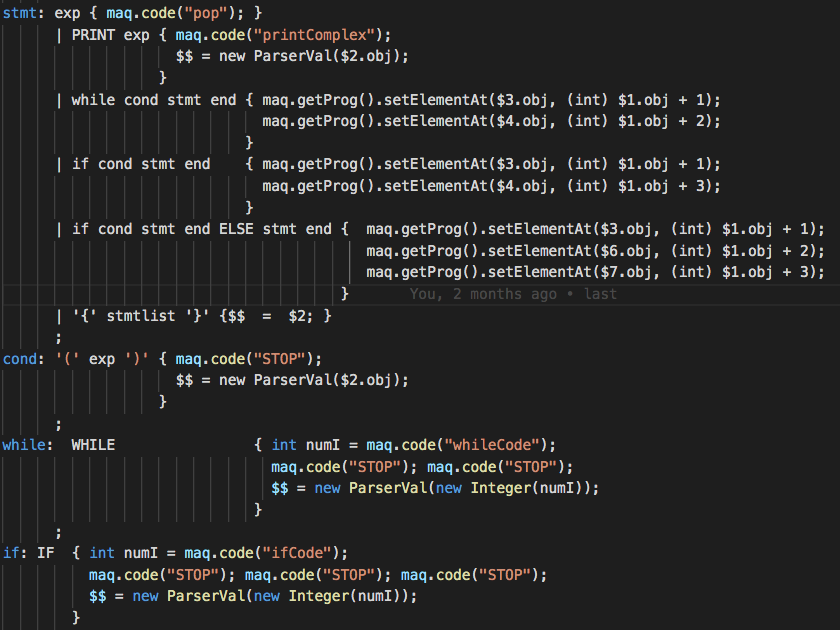 stmt: exp { maq.code("pop"); }
| PRINT exp { maq.code("printComplex");
$$ = new ParserVal($2.obj);
}
| while cond stmt end { maq.getProg().setElementAt($3.obj, (int) $1.obj + 1);
maq.getProg().setElementAt($4.obj, (int) $1.obj + 2);
}
| if cond stmt end { maq.getProg().setElementAt($3.obj, (int) $1.obj + 1);
maq.getProg().setElementAt($4.obj, (int) $1.obj + 3);
}
| if cond stmt end ELSE stmt end { maq.getProg().setElementAt($3.obj, (int) $1.obj + 1);
maq.getProg().setElementAt($6.obj, (int) $1.obj + 2);
maq.getProg().setElementAt($7.obj, (int) $1.obj + 3);
} You, 2 months ago • last
| '{' stmtlist '}' {$$ = $2; }
;
cond: '(' exp ')' { maq.code("STOP");
$$ = new ParserVal($2.obj);
}
;
while: WHILE { int numI = maq.code("whileCode");
maq.code("STOP"); maq.code("STOP");
$$ = new ParserVal(new Integer(numI));
}
;
if: IF { int numI = maq.code("ifCode");
maq.code("STOP"); maq.code("STOP"); maq.code("STOP");
$$ = new ParserVal(new Integer(numI));
}